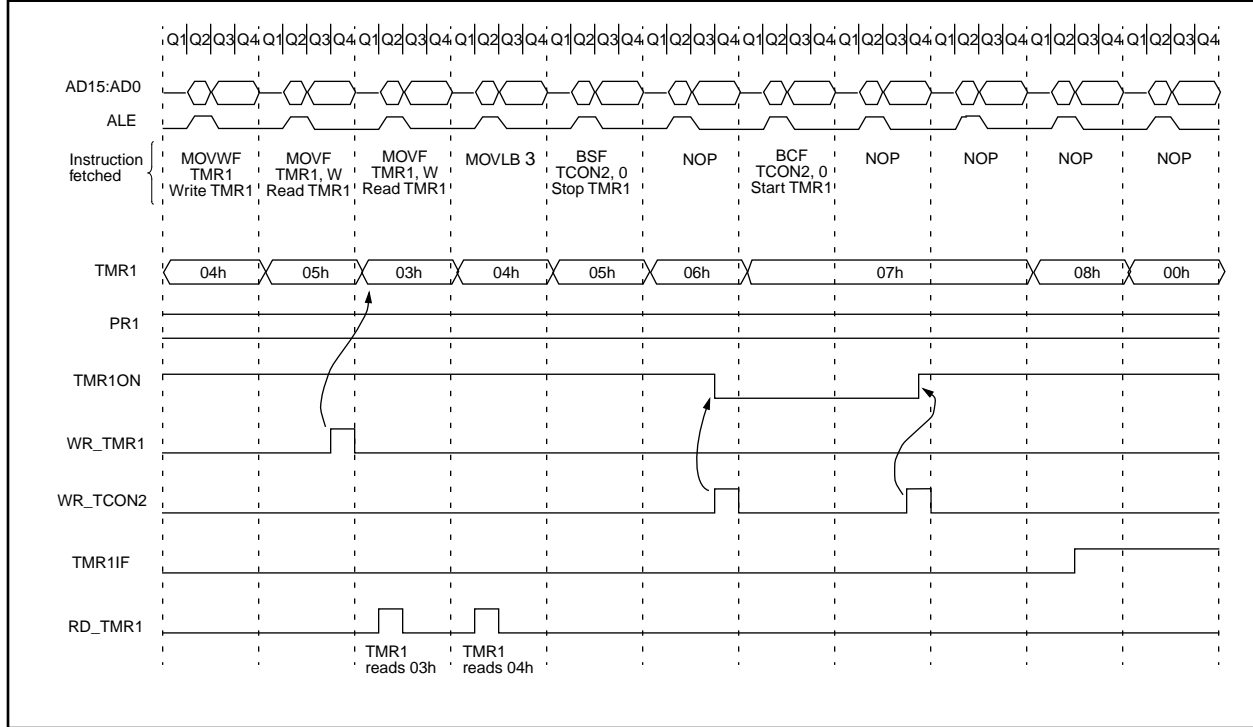 Q1 Q2 Q3 Q4 Q1 Q2 Q3 Q4 Q1 Q2 Q3 Q4 Q1 Q2 Q3 Q4 Q1 Q2 Q3 Q4 Q1 Q2 Q3 Q4 Q1 Q2 Q3 Q4 Q1 Q2 Q3 Q4 Q1 Q2 Q3 Q4 Q1 Q2 Q3 Q4 Q1 Q2 Q3 Q4
AD15:AD0
ALE
Instruction
fetched
MOVWF
TMR1
Write TMR1
MOVF
TMR1, W
Read TMR1
MOVF
TMR1, W
Read TMR1
MOVLB 3
BSF
TCON2, 0
Stop TMR1
NOP
BCF
TCON2, 0
Start TMR1
NOP
NOP
NOP
NOP
TMR1
04h
05h
03h
04h
05h
06h
07h
08h
00h
PR1
TMR1ON
WR_TMR1
WR_TCON2
TMR1IF
RD_TMR1
TMR1
reads 03h
TMR1
reads 04h